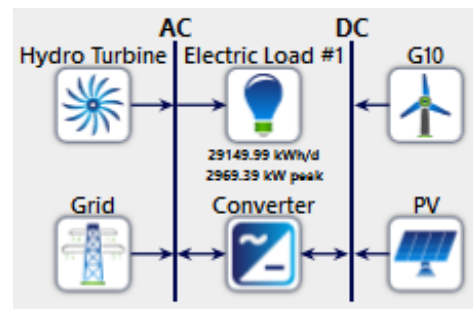 AC DC
Hydro Turbine Electric Load #1 G10
29149.99 kWh/d
2969.39 kW peak
Grid Converter PV